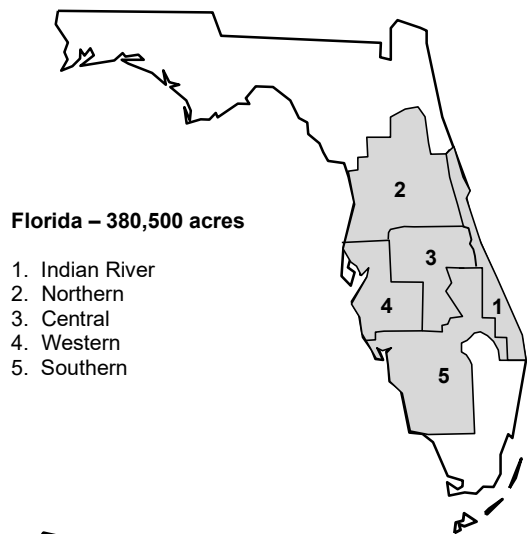 Florida – 380,500 acres
1. Indian River
2. Northern
3. Central
4. Western
5. Southern
2
3
4
1
5